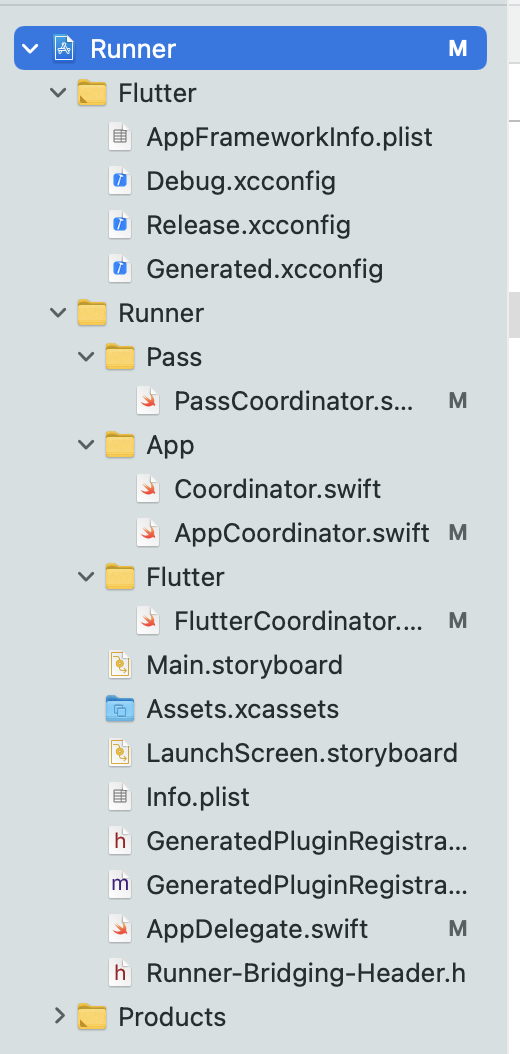 Runner M
Flutter
AppFrameworkInfo.plist
Debug.xcconfig
Release.xcconfig
Generated.xcconfig
Runner
Pass
PassCoordinator.s... M
App
Coordinator.swift
AppCoordinator.swift M
Flutter
FlutterCoordinator.... M
Main.storyboard
Assets.xcassets
LaunchScreen.storyboard
Info.plist
h GeneratedPluginRegistra...
m GeneratedPluginRegistra...
AppDelegate.swift M
h Runner-Bridging-Header.h
Products